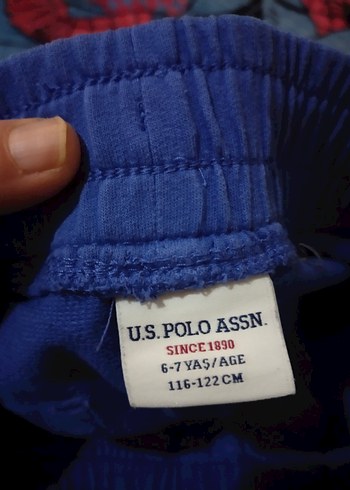 U.S. POLO ASSN.
SINCE 1890
6-7 YAŞ/AGE
116-122 CM